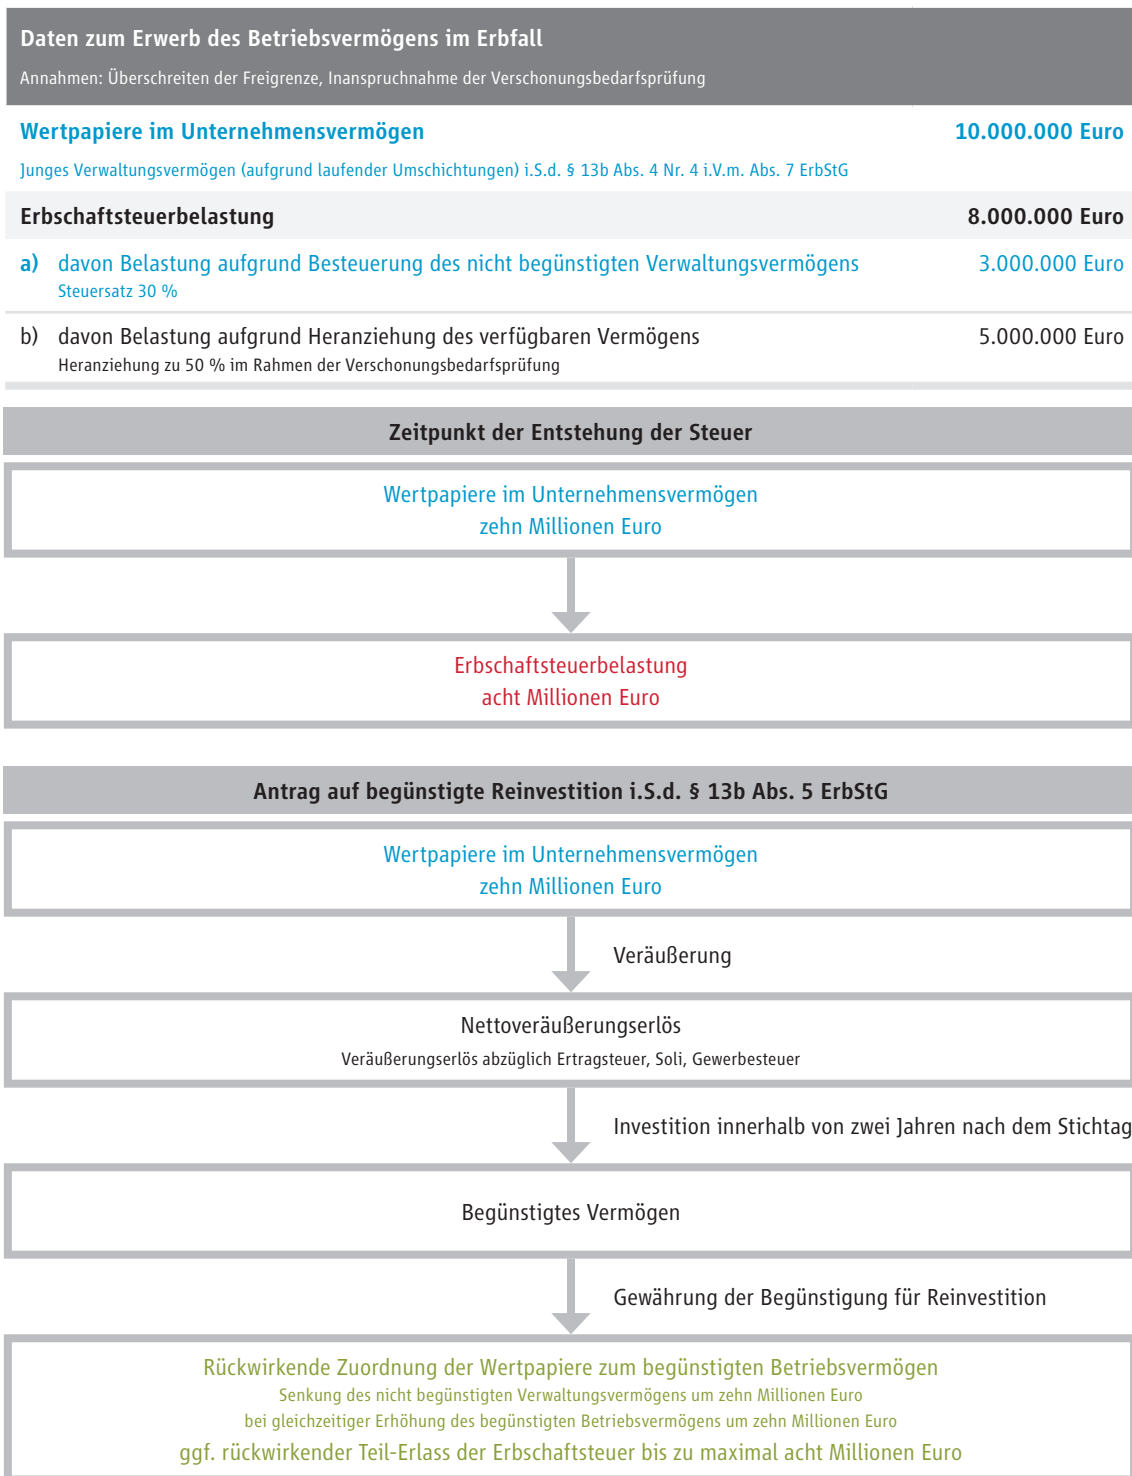 Daten zum Erwerb des Betriebsvermögens im Erbfall
Annahmen: Überschreiten der Freigrenze, Inanspruchnahme der Verschonungsbedarfsprüfung
Wertpapiere im Unternehmensvermögen 10.000.000 Euro
Junges Verwaltungsvermögen (aufgrund laufender Umschichtungen) i.S.d. § 13b Abs. 4 Nr. 4 i.V.m. Abs. 7 ErbStG
Erbschaftsteuerbelastung 8.000.000 Euro
a) davon Belastung aufgrund Besteuerung des nicht begünstigten Verwaltungsvermögens 3.000.000 Euro
Steuersatz 30 %
b) davon Belastung aufgrund Heranziehung des verfügbaren Vermögens 5.000.000 Euro
Heranziehung zu 50 % im Rahmen der Verschonungsbedarfsprüfung
Zeitpunkt der Entstehung der Steuer
Wertpapiere im Unternehmensvermögen
zehn Millionen Euro
Erbschaftsteuerbelastung
acht Millionen Euro
Antrag auf begünstigte Reinvestition i.S.d. § 13b Abs. 5 ErbStG
Wertpapiere im Unternehmensvermögen
zehn Millionen Euro
Veräußerung
Nettoveräußerungserlös
Veräußerungserlös abzüglich Ertragsteuer, Soli, Gewerbesteuer
Investition innerhalb von zwei Jahren nach dem Stichtag
Begünstigtes Vermögen
Gewährung der Begünstigung für Reinvestition
Rückwirkende Zuordnung der Wertpapiere zum begünstigten Betriebsvermögen
Senkung des nicht begünstigten Verwaltungsvermögens um zehn Millionen Euro
bei gleichzeitiger Erhöhung des begünstigten Betriebsvermögens um zehn Millionen Euro
ggf. rückwirkender Teil-Erlass der Erbschaftsteuer bis zu maximal acht Millionen Euro